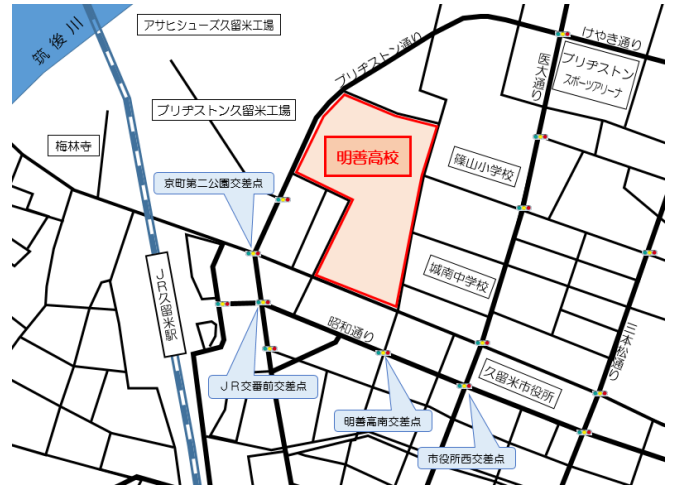 筑後川
アサヒシューズ久留米工場
ブリヂストン通り
けやき通り
医大通り
ブリヂストン
スポーツアリーナ
ブリヂストン久留米工場
梅林寺
明善高校
篠山小学校
京町第二公園交差点
城南中学校
JR久留米駅
昭和通り
三本松通り
久留米市役所
JR交番前交差点
明善高南交差点
市役所西交差点